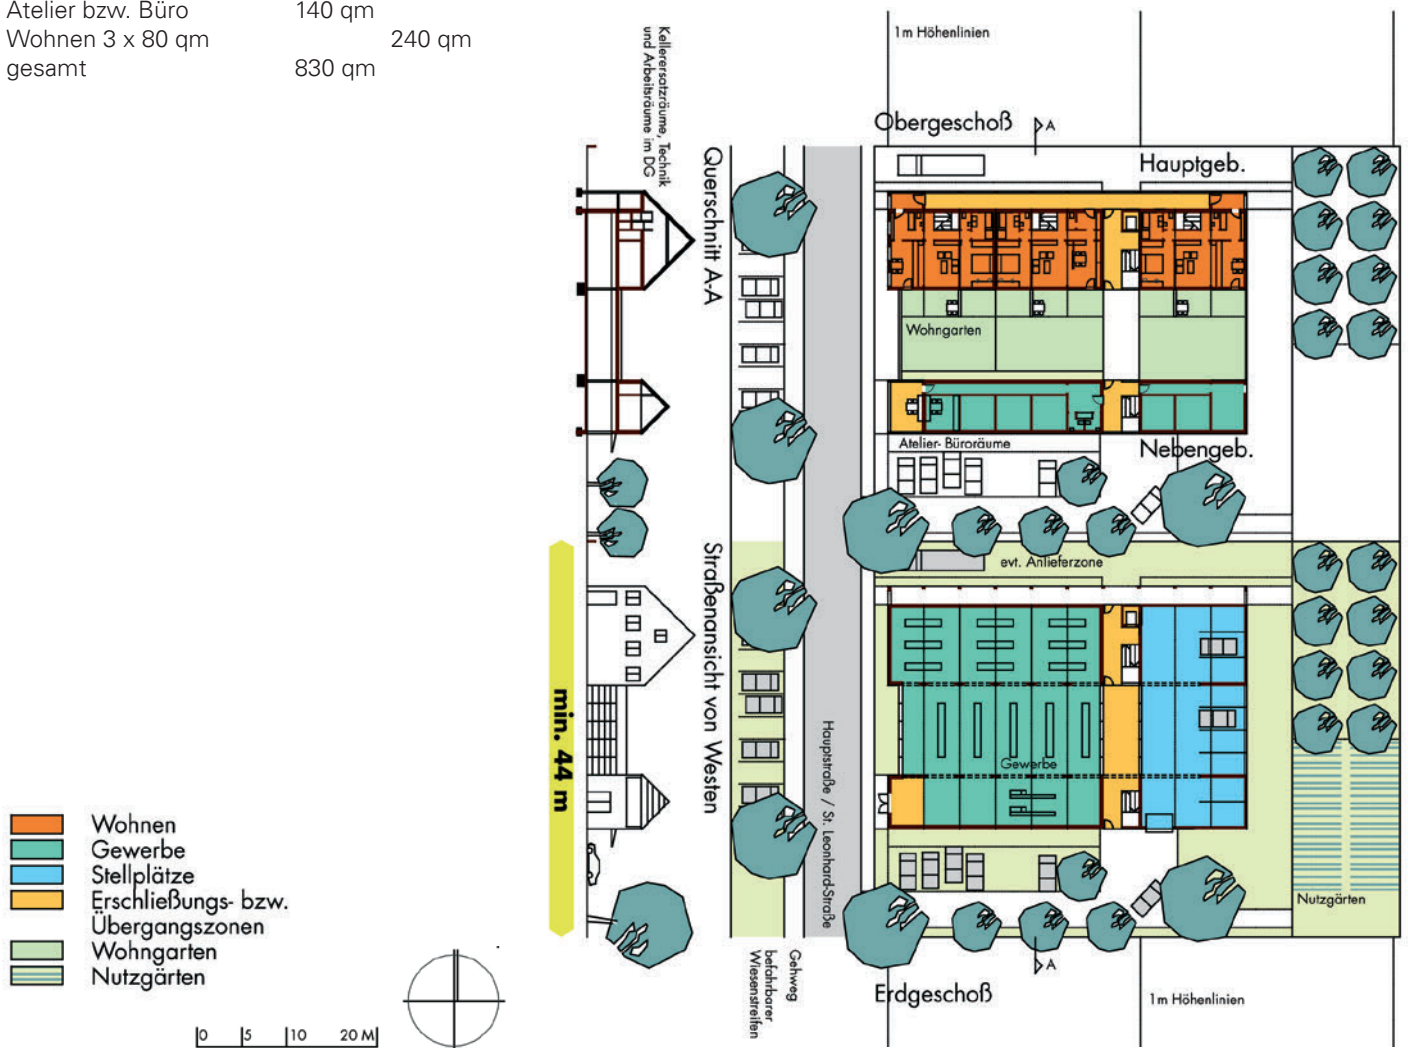 Atelier bzw. Büro 140 qm
Wohnen 3 x 80 qm 240 qm
gesamt 830 qm
Kellerersatzräume, Technik
und Arbeitsräume im DG
Querschnitt A-A
Straßenansicht von Westen
min. 44 m
1m Höhenlinien
Obergeschoß
A
Hauptgeb.
Wohngarten
Atelier- Büroräume
Nebengeb.
evt. Anlieferzone
Gewerbe
Hauptstraße / St. Leonhard-Straße
Nutzgärten
Gehweg
befahrbarer
Wiesenstreifen
Erdgeschoß
A
1m Höhenlinien
Wohnen
Gewerbe
Stellplätze
Erschließungs- bzw.
Übergangszonen
Wohngarten
Nutzgärten
0 5 10 20 M